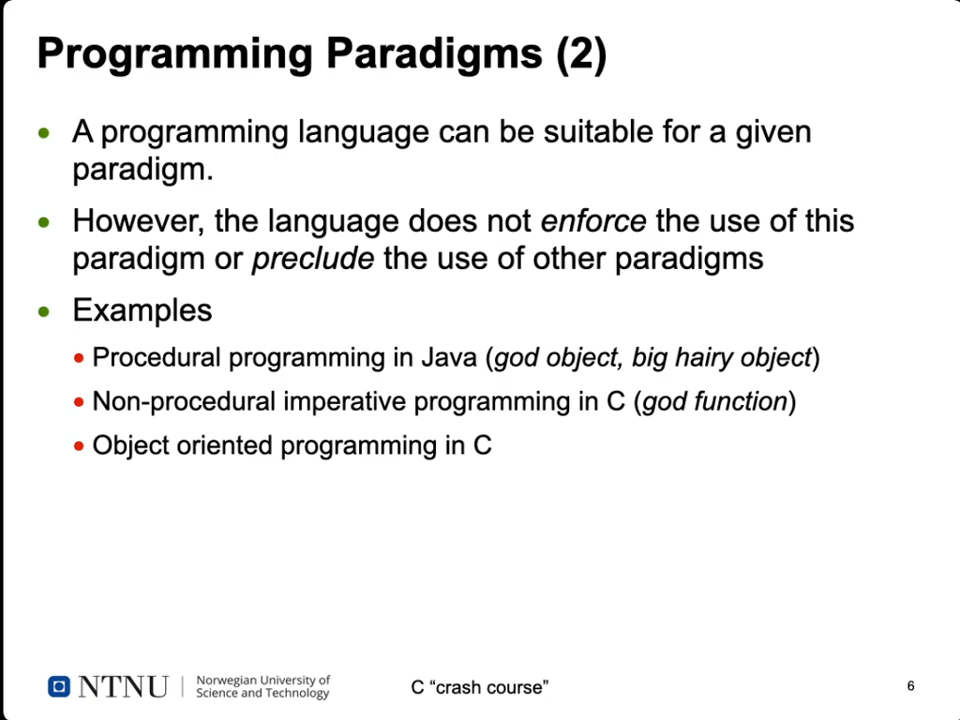 Programming Paradigms (2)
• A programming language can be suitable for a given
paradigm.
• However, the language does not enforce the use of this
paradigm or preclude the use of other paradigms
• Examples
• Procedural programming in Java (god object, big hairy object)
• Non-procedural imperative programming in C (god function)
• Object oriented programming in C
NTNU
Norwegian University of
Science and Technology
C “crash course”
6